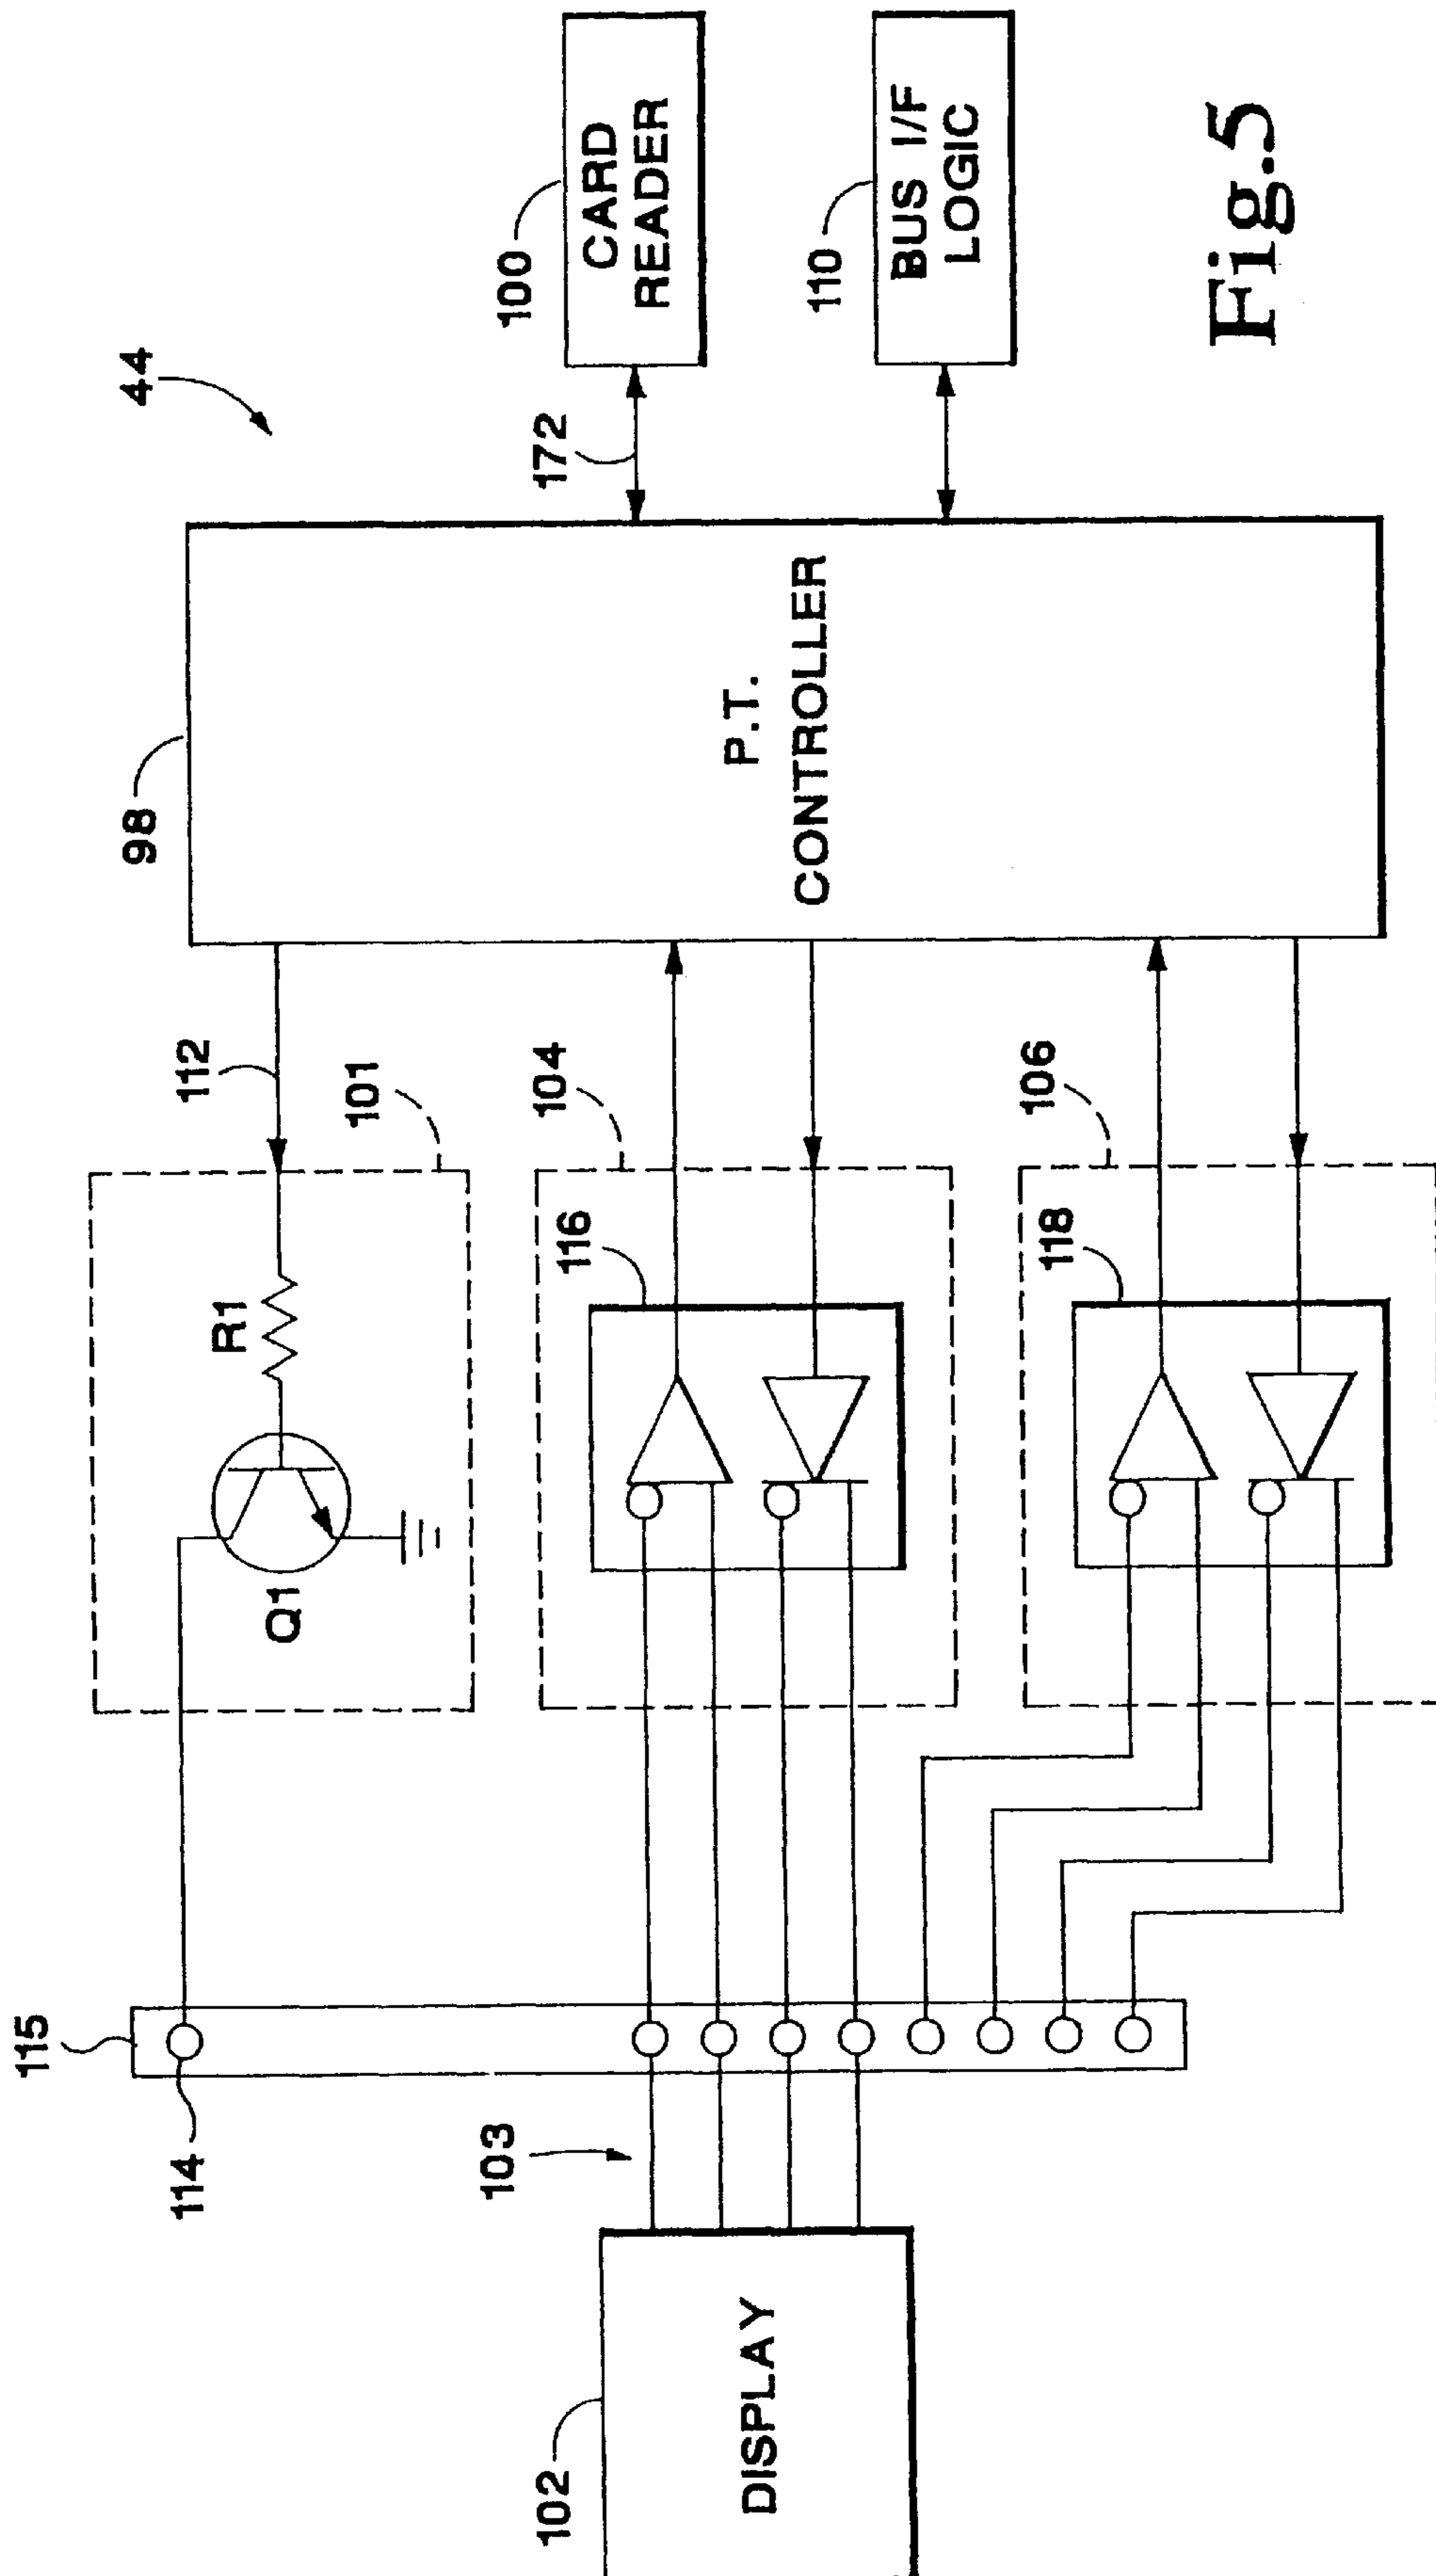 44
98
100
CARD
READER
172
110
BUS I/F
LOGIC
P.T.
CONTROLLER
112
101
R1
Q1
104
116
106
118
115
114
103
102
DISPLAY
Fig.5